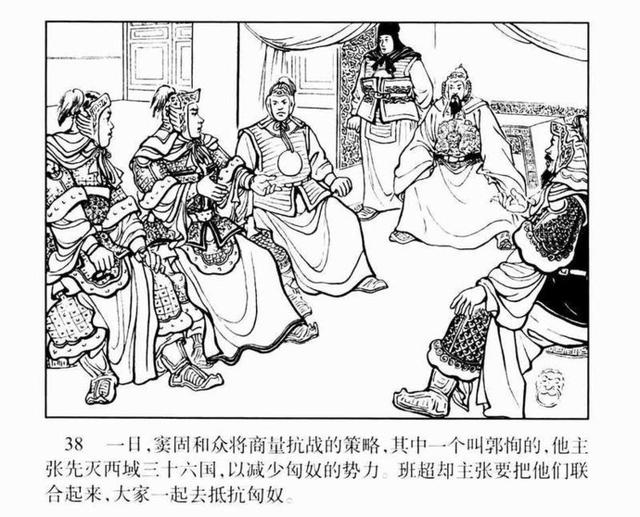 38 一日，窦固和众将商量抗战的策略，其中一个叫郭恂的，他主
张先灭西域三十六国，以减少匈奴的势力。班超却主张要把他们联
合起来，大家一起去抵抗匈奴。